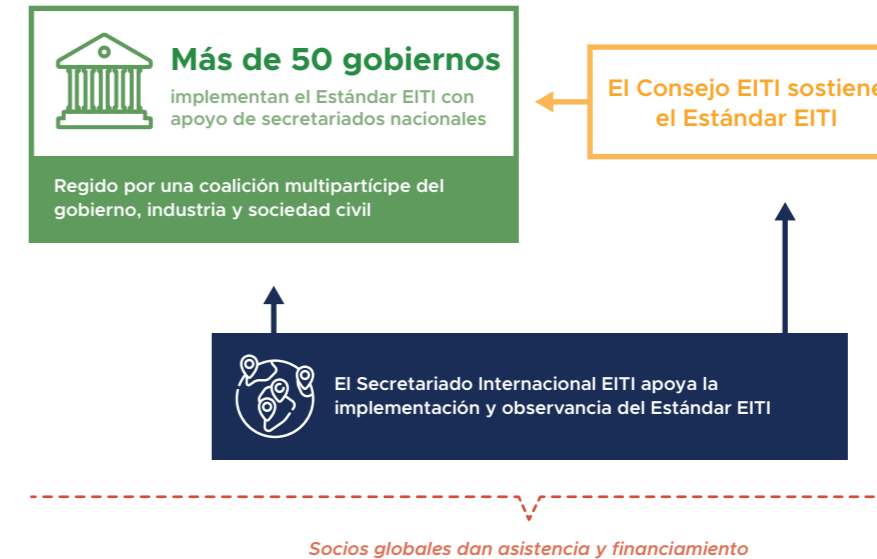 Más de 50 gobiernos
implementan el Estándar EITI con
apoyo de secretariados nacionales
Regido por una coalición multipartícipe del
gobierno, industria y sociedad civil
El Consejo EITI sostiene
el Estándar EITI
El Secretariado Internacional EITI apoya la
implementación y observancia del Estándar EITI
Socios globales dan asistencia y financiamiento